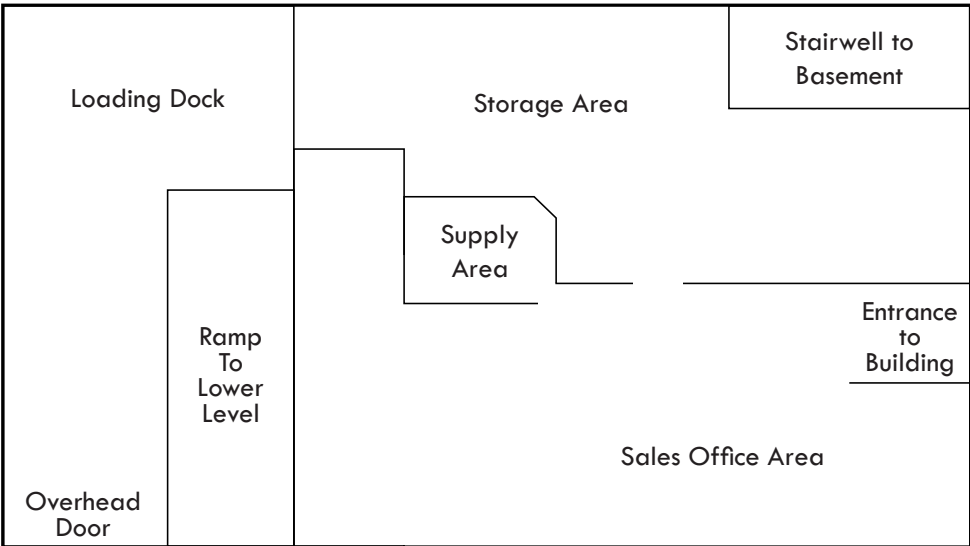 Stairwell to
Basement
Loading Dock
Storage Area
Supply
Area
Entrance
to
Building
Ramp
To
Lower
Level
Sales Office Area
Overhead
Door